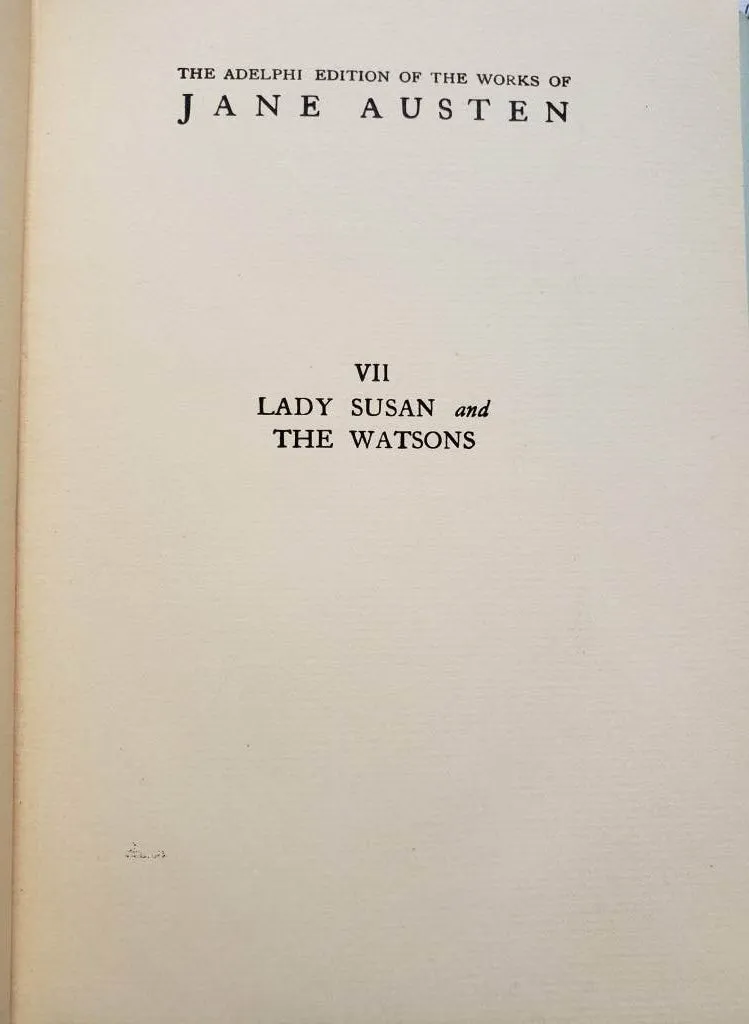 THE ADELPHI EDITION OF THE WORKS OF
JANE AUSTEN
VII
LADY SUSAN and
THE WATSONS